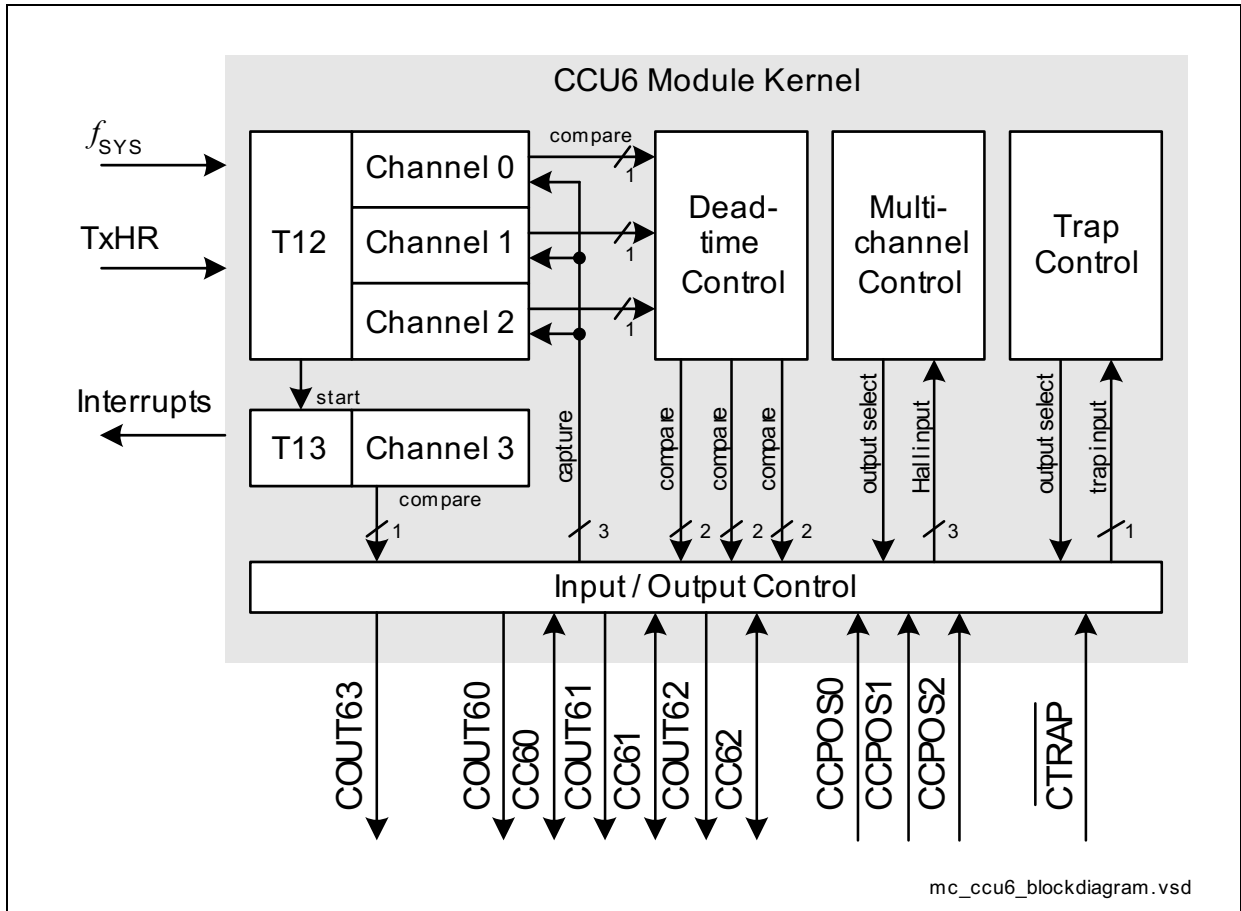 CCU6 Module Kernel
f SYS
TxHR
Interrupts
T12
Channel 0
Channel 1
Channel 2
compare
1
1
1
Dead-
time
Control
Multi-
channel
Control
Trap
Control
start
T13
Channel 3
compare
1
capture
3
compare
2
compare
2
compare
2
output select
Hall input
3
output select
trap input
1
Input / Output Control
COUT63
COUT60
CC60
COUT61
CC61
COUT62
CC62
CCPOS0
CCPOS1
CCPOS2
CTRAP
mc_ccu6_blockdiagram.vsd